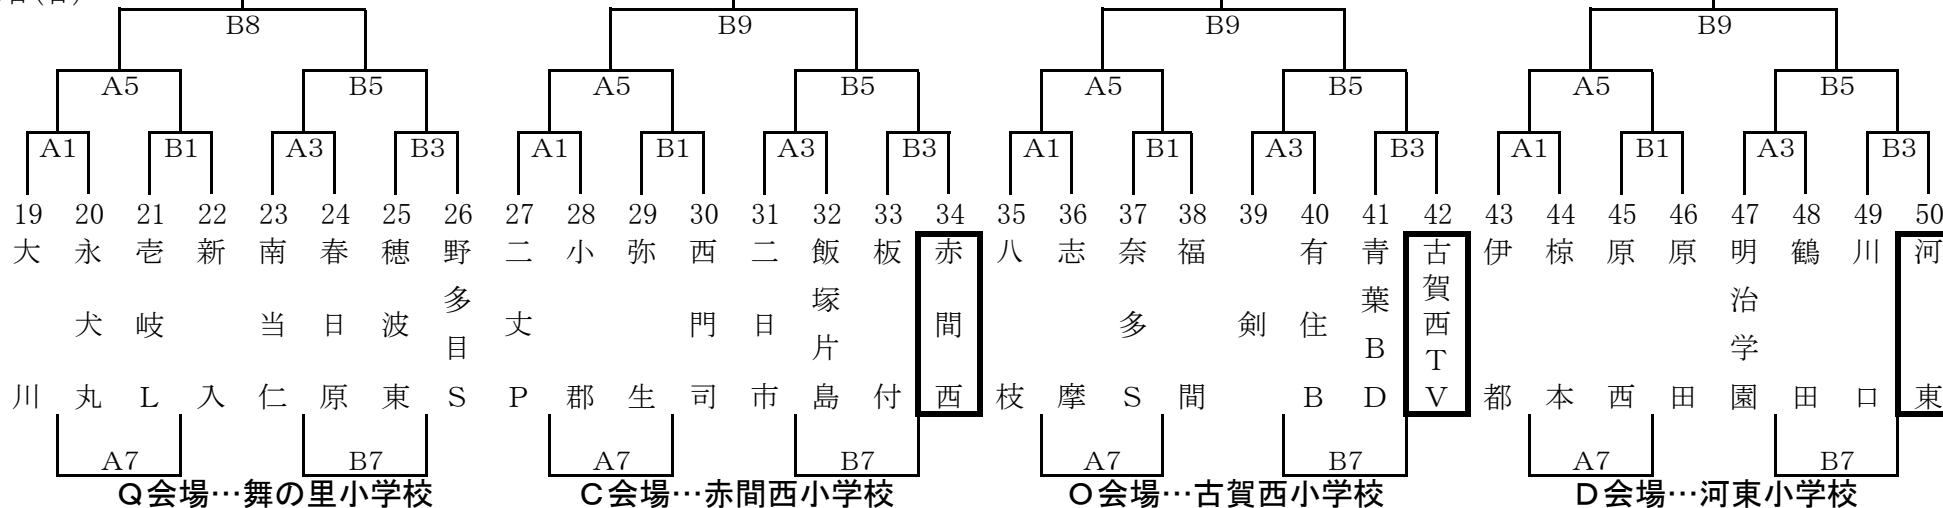 B8 B9 B9 B9
A5 B5 A5 B5 A5 B5 A5 B5
A1 B1 A3 B3 A1 B1 A3 B3 A1 B1 A3 B3 A1 B1 A3 B3
19 20 21 22 23 24 25 26 27 28 29 30 31 32 33 34 35 36 37 38 39 40 41 42 43 44 45 46 47 48 49 50
大川
永犬丸
壱岐L
新入
南当仁
春日原
穂波東
野多目S
二丈P
小郡
弥生
西門司
二日市
飯塚片島
板付
赤間西
八枝
志摩
奈多S
福間
剣
有住B
青葉BD
古賀西TV
伊都
椋本
原西
原田
明治学園
鶴田
川口
河東
A7 B7 A7 B7 A7 B7 A7 B7
Q会場…舞の里小学校 C会場…赤間西小学校 O会場…古賀西小学校 D会場…河東小学校